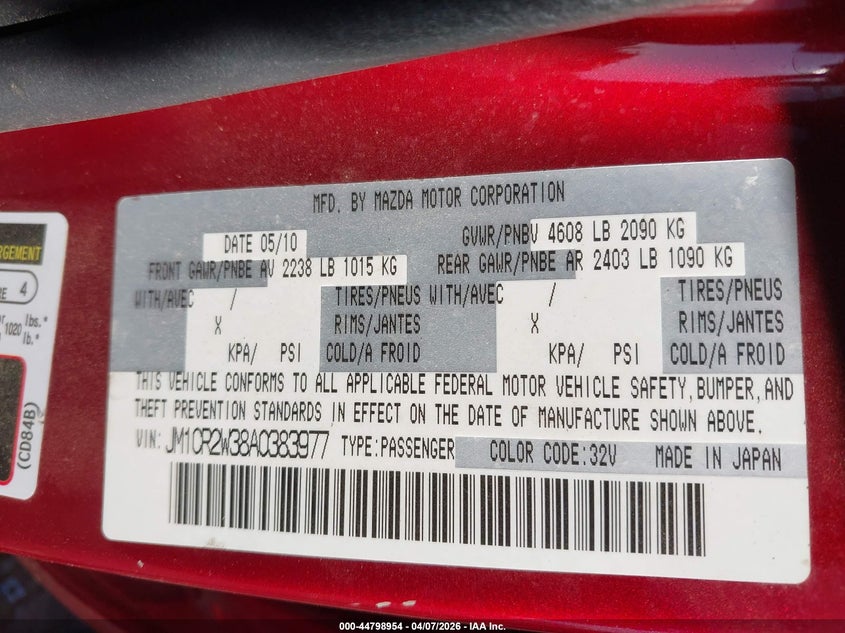 MFD. BY MAZDA MOTOR CORPORATION
DATE 05/10
GVWR/PNBV 4608 LB 2090 KG
FRONT GAWR/PNBE AV 2238 LB 1015 KG
REAR GAWR/PNBE AR 2403 LB 1090 KG
WITH/AVEC / TIRES/PNEUS WITH/AVEC / TIRES/PNEUS
X RIMS/JANTES X RIMS/JANTES
KPA/ PSI COLD/A FROID KPA/ PSI COLD/A FROID
THIS VEHICLE CONFORMS TO ALL APPLICABLE FEDERAL MOTOR VEHICLE SAFETY, BUMPER, AND
THEFT PREVENTION STANDARDS IN EFFECT ON THE DATE OF MANUFACTURE SHOWN ABOVE.
VIN: JM1CR2W38A0383977 TYPE:PASSENGER COLOR CODE:32V MADE IN JAPAN
4
1020 lbs.*
lb.*
(CD84B)
000-44798954 | 04/07/2026 | IAA Inc.